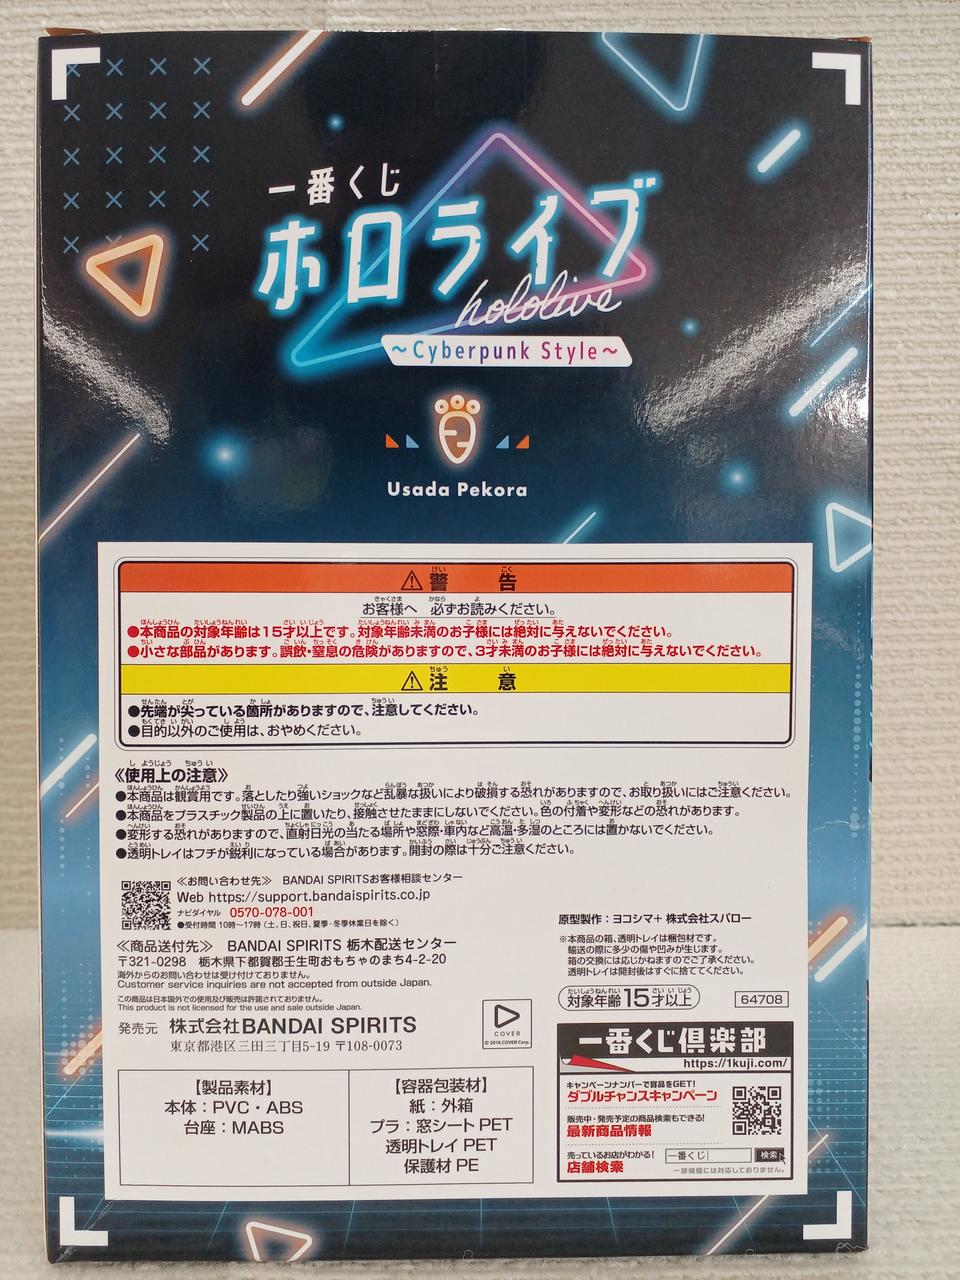 一番くじ
ホロライブ
hololive
～Cyberpunk Style～
Usada Pekora
⚠警告
お客様へ 必ずお読みください。
●本商品の対象年齢は15才以上です。対象年齢未満のお子様には絶対に与えないでください。
●小さな部品があります。誤飲・窒息の危険がありますので、3才未満のお子様には絶対に与えないでください。
⚠注意
●先端が尖っている箇所がありますので、注意してください。
●目的以外のご使用は、おやめください。
《使用上の注意》
●本商品は観賞用です。落としたり強いショックなど乱暴な扱いにより破損する恐れがありますので、お取り扱いにはご注意ください。
●本商品をプラスチック製品の上に置いたり、接触させたままにしないでください。色の付着や変形などの恐れがあります。
●変形する恐れがありますので、直射日光の当たる場所や窓際・車内など高温・多湿のところには置かないでください。
●透明トレイはフチが鋭利になっている場合があります。開封の際は十分ご注意ください。
≪お問い合わせ先≫ BANDAI SPIRITSお客様相談センター
Web https://support.bandaispirits.co.jp
ナビダイヤル 0570-078-001
●受付時間 10時～17時(土、日、祝日、夏季・冬季休業日を除く)
≪商品送付先≫ BANDAI SPIRITS 栃木配送センター
〒321-0298 栃木県下都賀郡壬生町おもちゃのまち4-2-20
海外からのお問い合わせは受け付けておりません。
Customer service inquiries are not accepted from outside Japan.
この商品は日本国外での使用及び販売は許諾されておりません。
This product is not licensed for the use and sale outside Japan.
発売元 株式会社BANDAI SPIRITS
東京都港区三田三丁目5-19 〒108-0073
COVER
© 2016 COVER Corp.
原型製作：ヨコシマ+ 株式会社スパロー
※本商品の箱、透明トレイは梱包材です。
輸送の際に多少の傷や凹みが生じます。
箱の交換には応じかねますのでご了承ください。
透明トレイは開封後はすぐに捨ててください。
対象年齢15才以上
64708
【製品素材】
本体：PVC・ABS
台座：MABS
【容器包装材】
紙：外箱
プラ：窓シート PET
透明トレイ PET
保護材 PE
一番くじ倶楽部
https://1kuji.com/
キャンペーンナンバーで賞品をGET!
ダブルチャンスキャンペーン
販売中・発売予定の商品検索もできる!
最新商品情報
売っているお店がわかる!
店舗検索
一番くじ 検索
一部機種には対応しておりません。